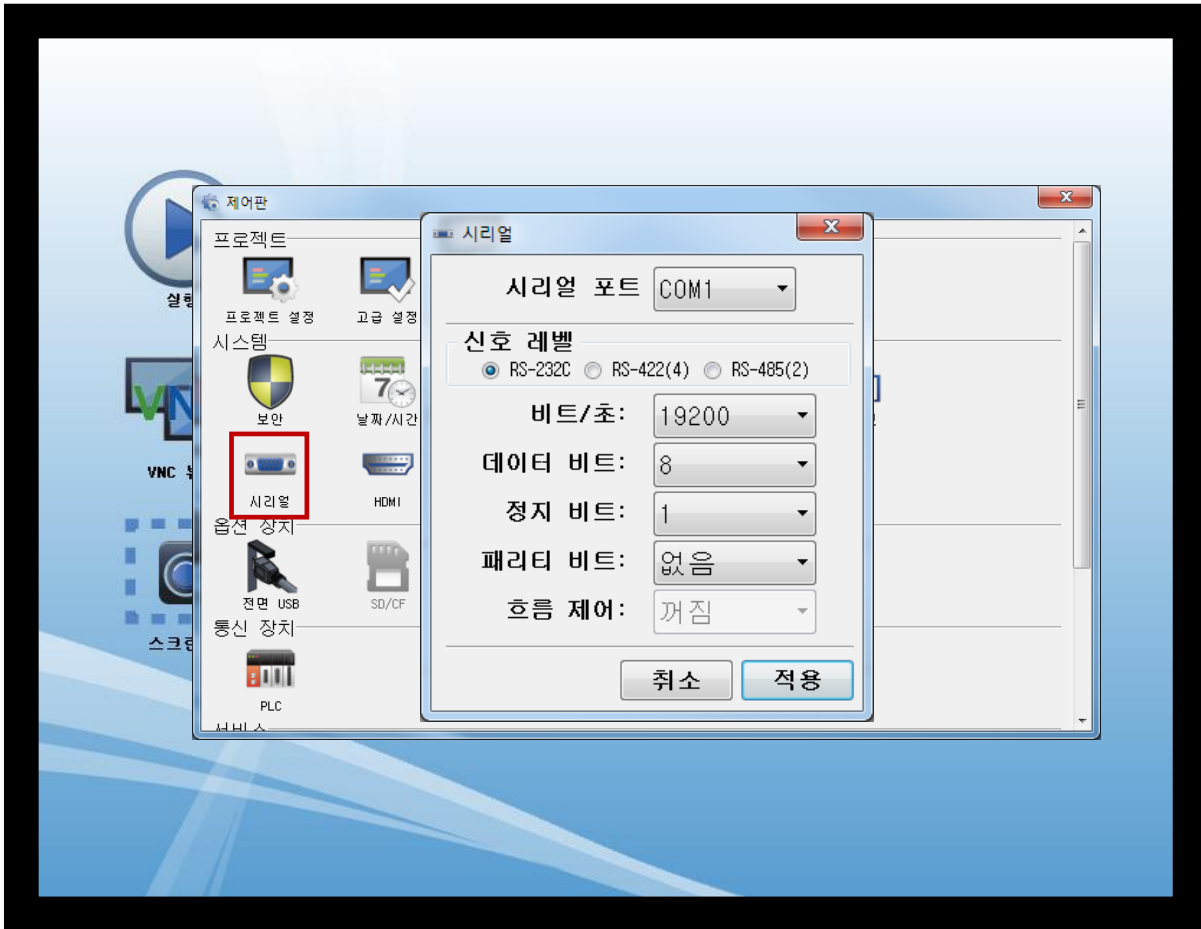 제어판
프로젝트
프로젝트 설정
고급 설정
시스템
보안
날짜/시간
시리얼
HDMI
옵션 장치
전면 USB
SD/CF
통신 장치
PLC
서비스
VNC
시리얼
시리얼 포트 COM1
신호 레벨
RS-232C RS-422(4) RS-485(2)
비트/초: 19200
데이터 비트: 8
정지 비트: 1
패리티 비트: 없음
흐름 제어: 꺼짐
취소 적용